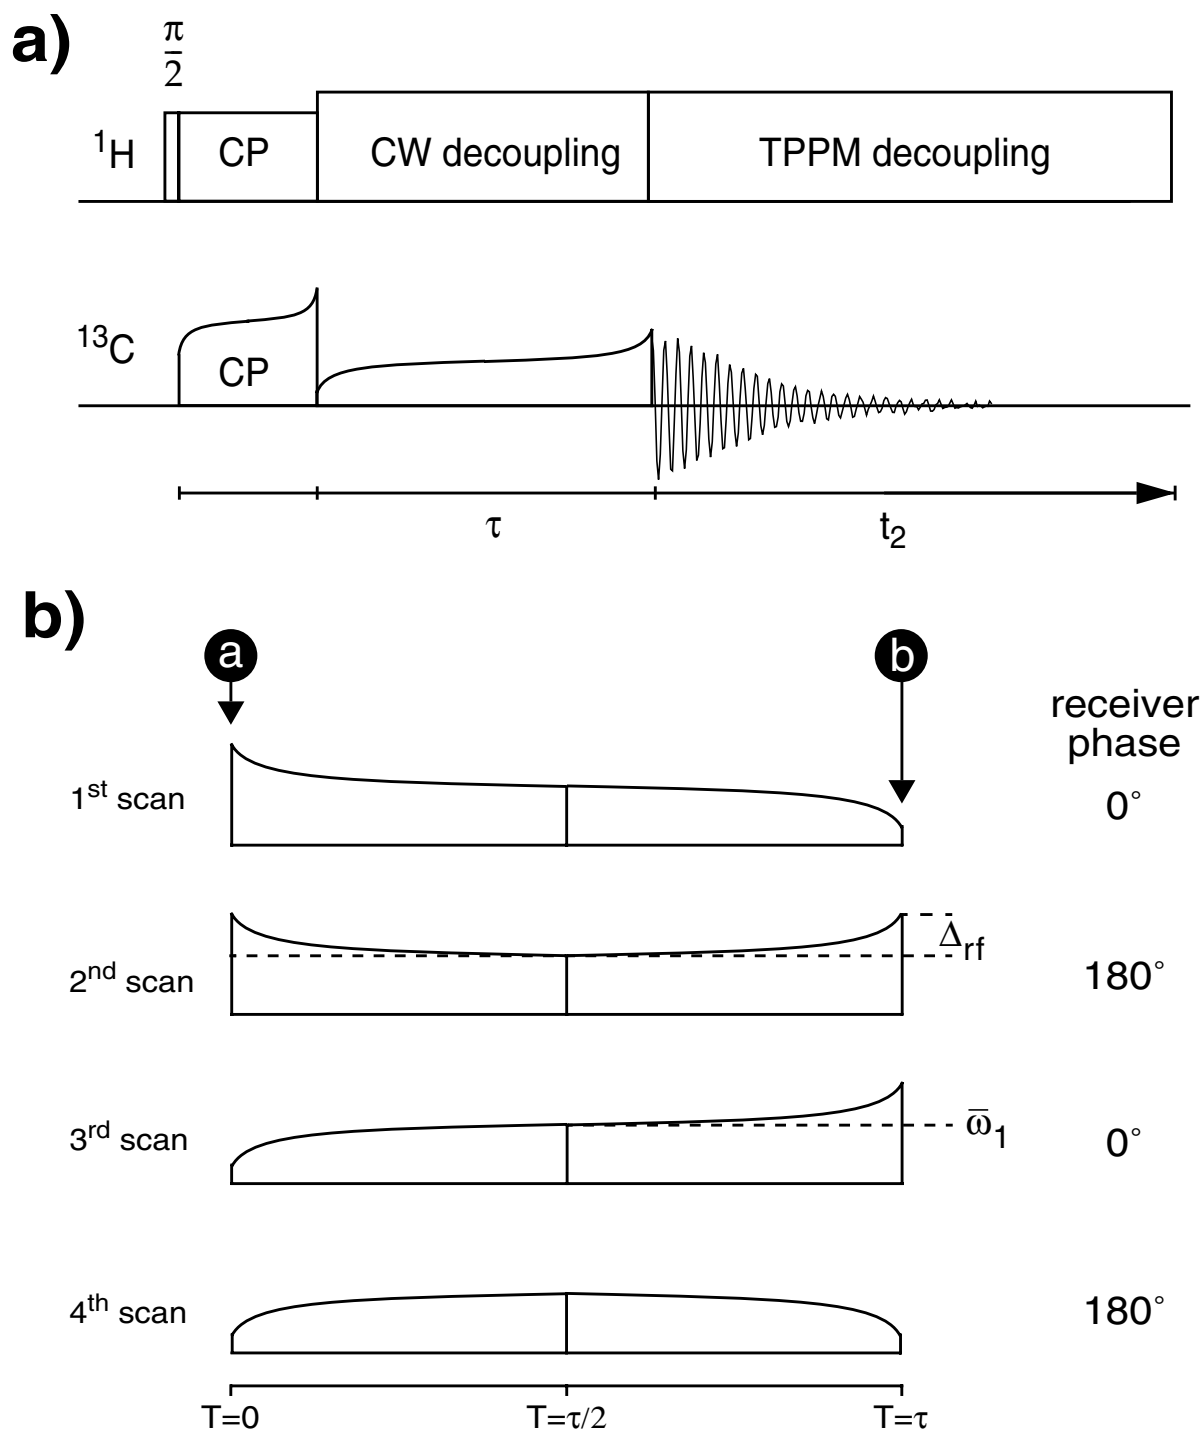 a)
π
2
¹H
CP
CW decoupling
TPPM decoupling
¹³C
CP
τ
t₂
b)
a
b
receiver
phase
1ˢᵗ scan
0°
2ⁿᵈ scan
Δrf
180°
3ʳᵈ scan
ω̄₁
0°
4ᵗʰ scan
180°
T=0
T=τ/2
T=τ